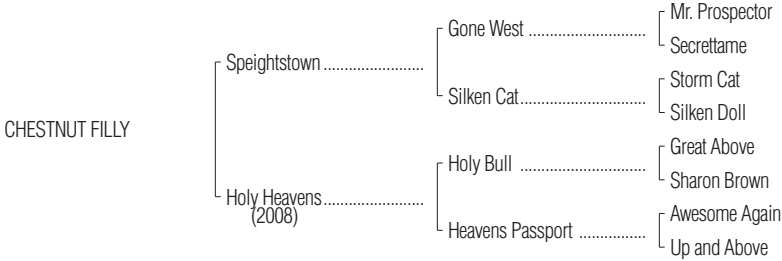 Mr. Prospector
Gone West ..............................
Secrettame
Speightstown ..........................
Storm Cat
Silken Cat................................
Silken Doll
CHESTNUT FILLY
Great Above
Holy Bull ................................
Sharon Brown
Holy Heavens..........................
(2008)
Awesome Again
Heavens Passport ................
Up and Above